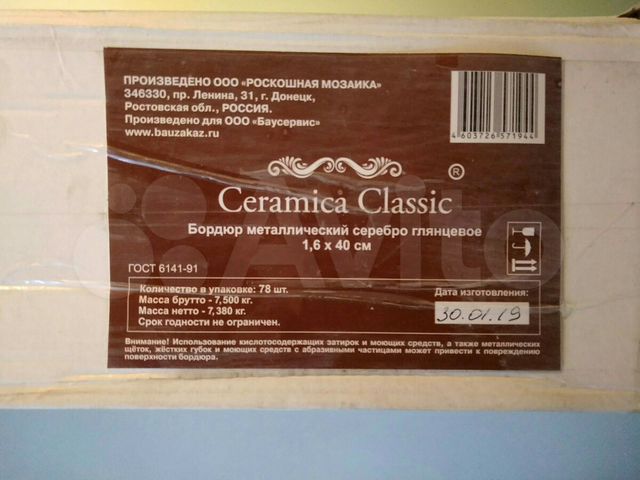 ПРОИЗВЕДЕНО ООО «РОСКОШНАЯ МОЗАИКА»
346330, пр. Ленина, 31, г. Донецк,
Ростовская обл., РОССИЯ.
Произведено для ООО «Баусервис»
www.bauzakaz.ru
4 603726 571944
®
Ceramica Classic
Бордюр металлический серебро глянцевое
1,6 х 40 см
ГОСТ 6141-91
Количество в упаковке: 78 шт.
Масса брутто - 7,500 кг.
Масса нетто - 7,380 кг.
Срок годности не ограничен.
Дата изготовления:
30.01.19
Внимание! Использование кислотосодержащих затирок и моющих средств, а также металлических
щёток, жёстких губок и моющих средств с абразивными частицами может привести к повреждению
поверхности бордюра.
Avito